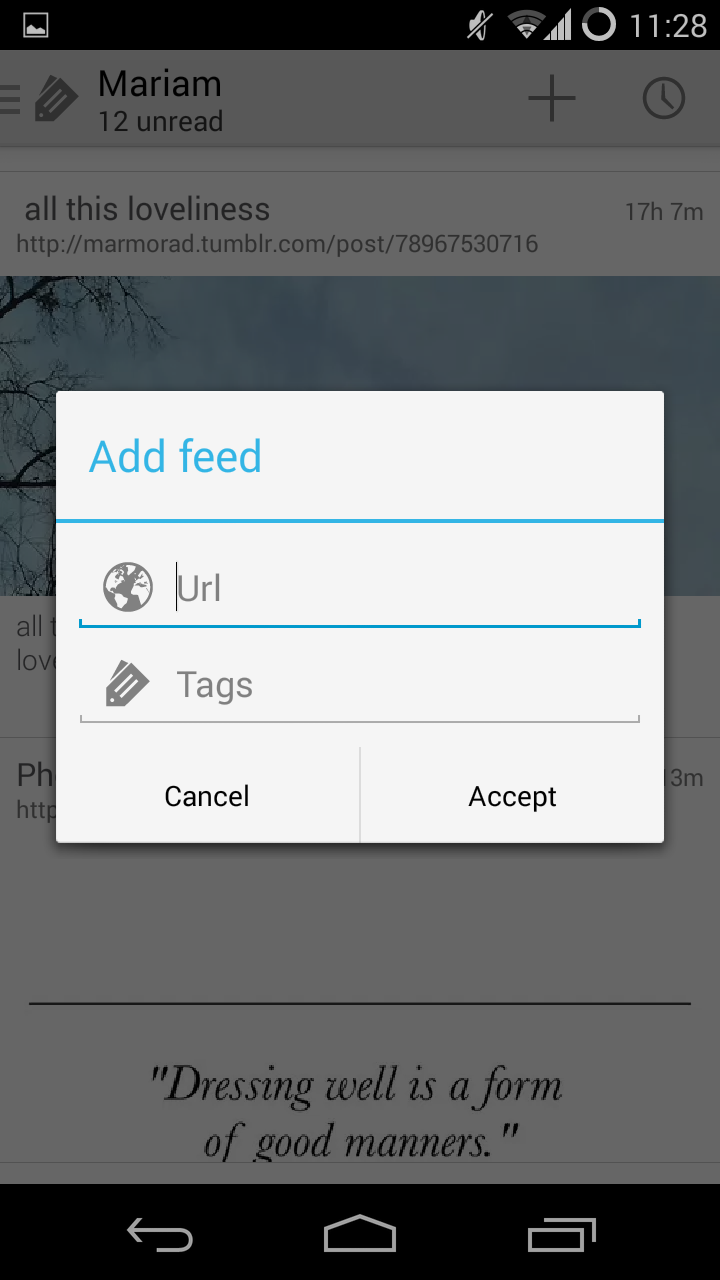 11:28
Mariam
12 unread
all this loveliness
17h 7m
http://marmorad.tumblr.com/post/78967530716
Add feed
Url
all
Tags
Cancel
Accept
"Dressing well is a form
of good manners."